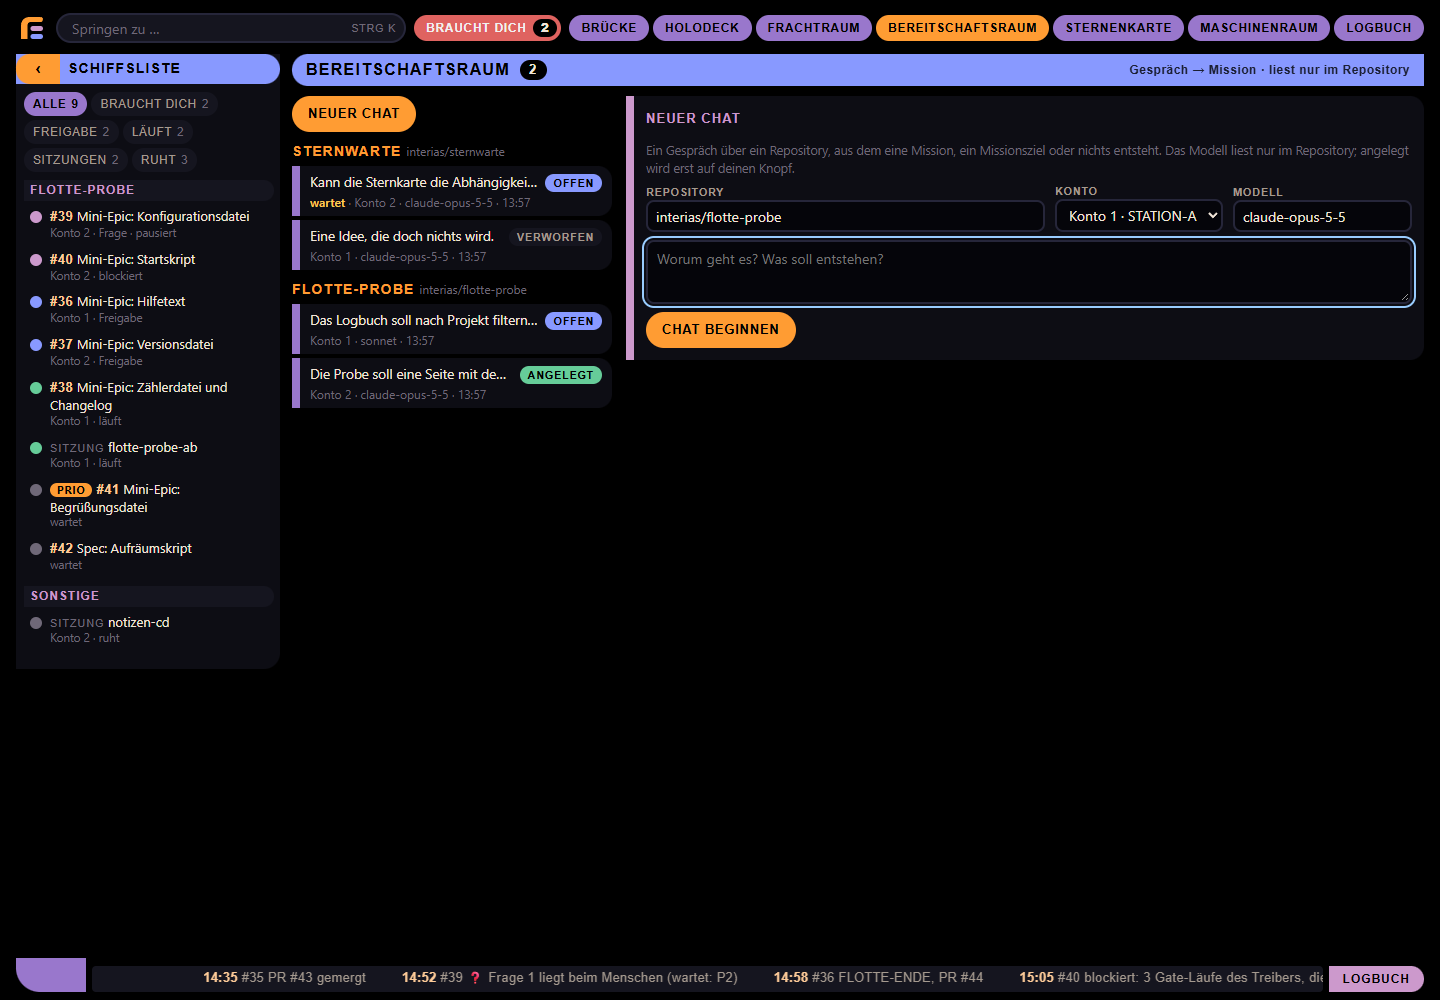 Springen zu ... STRG K BRAUCHT DICH 2 BRÜCKE HOLODECK FRACHTRAUM BEREITSCHAFTSRAUM STERNENKARTE MASCHINENRAUM LOGBUCH
‹ SCHIFFSLISTE
ALLE 9 BRAUCHT DICH 2
FREIGABE 2 LÄUFT 2
SITZUNGEN 2 RUHT 3
FLOTTE-PROBE
#39 Mini-Epic: Konfigurationsdatei
Konto 2 · Frage · pausiert
#40 Mini-Epic: Startskript
Konto 2 · blockiert
#36 Mini-Epic: Hilfetext
Konto 1 · Freigabe
#37 Mini-Epic: Versionsdatei
Konto 2 · Freigabe
#38 Mini-Epic: Zählerdatei und
Changelog
Konto 1 · läuft
SITZUNG flotte-probe-ab
Konto 1 · läuft
PRIO #41 Mini-Epic:
Begrüßungsdatei
wartet
#42 Spec: Aufräumskript
wartet
SONSTIGE
SITZUNG notizen-cd
Konto 2 · ruht
BEREITSCHAFTSRAUM 2 Gespräch → Mission · liest nur im Repository
NEUER CHAT
STERNWARTE interias/sternwarte
Kann die Sternkarte die Abhängigkei... OFFEN
wartet · Konto 2 · claude-opus-5-5 · 13:57
Eine Idee, die doch nichts wird. VERWORFEN
Konto 1 · claude-opus-5-5 · 13:57
FLOTTE-PROBE interias/flotte-probe
Das Logbuch soll nach Projekt filtern... OFFEN
Konto 1 · sonnet · 13:57
Die Probe soll eine Seite mit de... ANGELEGT
Konto 2 · claude-opus-5-5 · 13:57
NEUER CHAT
Ein Gespräch über ein Repository, aus dem eine Mission, ein Missionsziel oder nichts entsteht. Das Modell liest nur im Repository; angelegt
wird erst auf deinen Knopf.
REPOSITORY KONTO MODELL
interias/flotte-probe Konto 1 · STATION-A claude-opus-5-5
Worum geht es? Was soll entstehen?
CHAT BEGINNEN
14:35 #35 PR #43 gemergt 14:52 #39 ❓ Frage 1 liegt beim Menschen (wartet: P2) 14:58 #36 FLOTTE-ENDE, PR #44 15:05 #40 blockiert: 3 Gate-Läufe des Treibers, die LOGBUCH